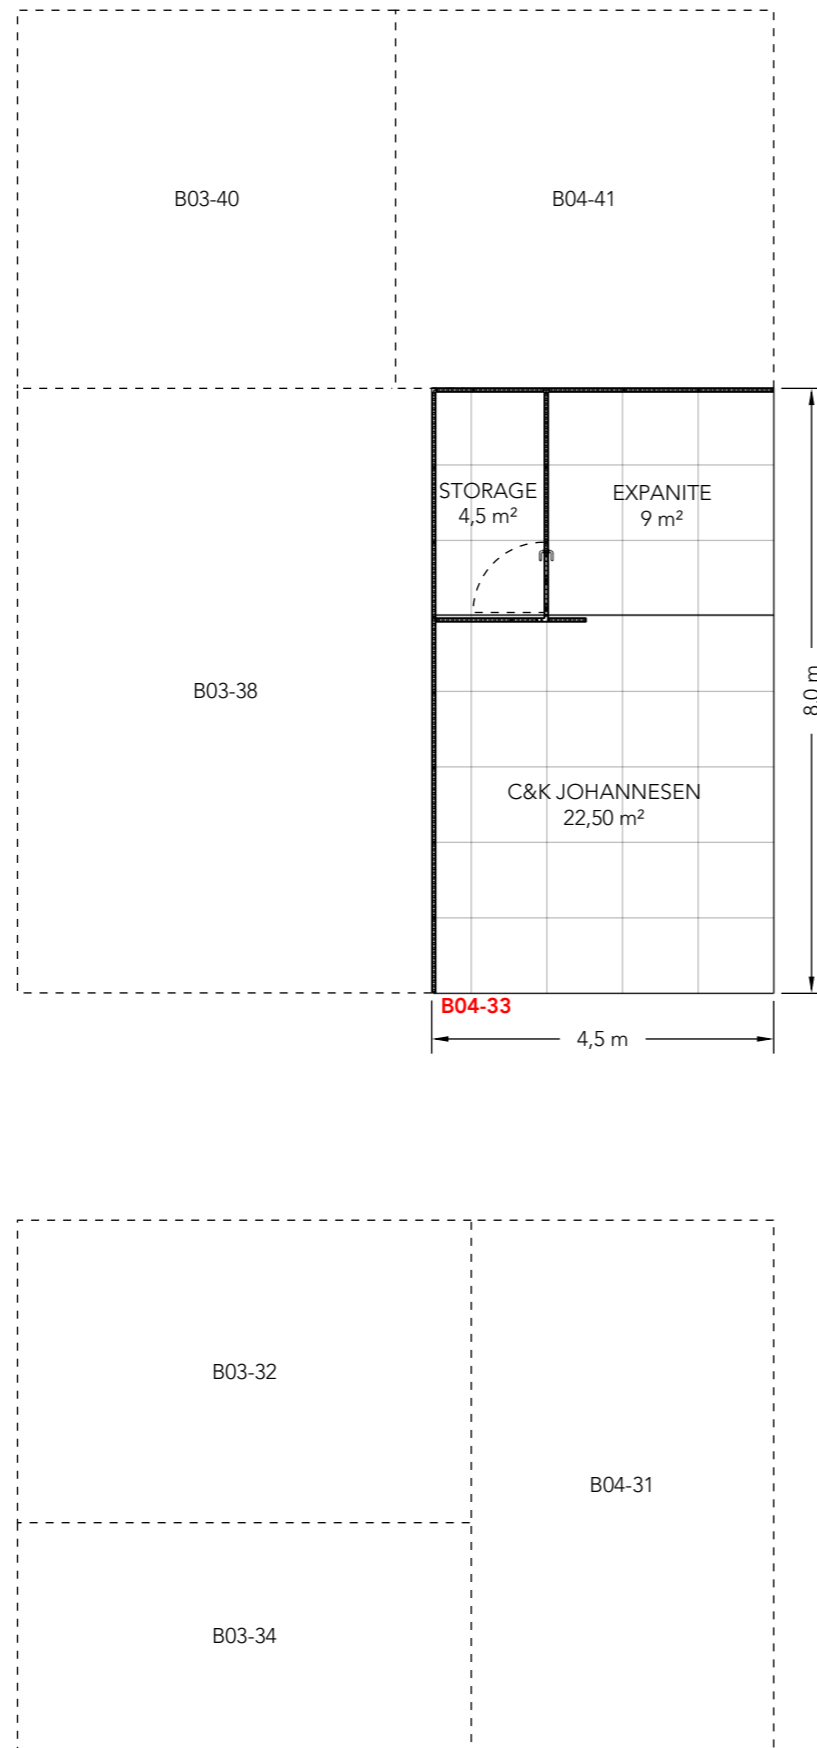 B03-40
B04-41
STORAGE
4,5 m²
EXPANITE
9 m²
B03-38
8,0 m
C&K JOHANNESEN
22,50 m²
B04-33
4,5 m
B03-32
B04-31
B03-34